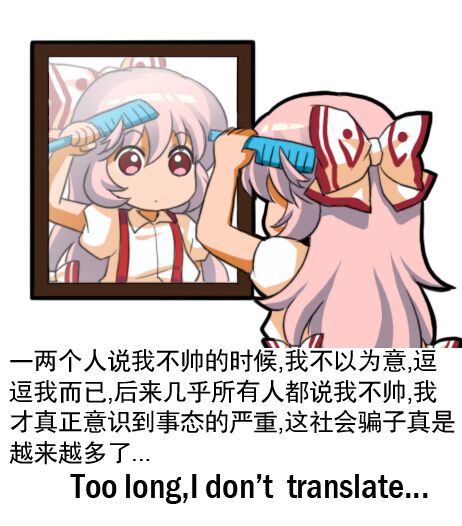 一两个人说我不帅的时候,我不以为意,逗
逗我而已,后来几乎所有人都说我不帅,我
才真正意识到事态的严重,这社会骗子真是
越来越多了...
Too long,I don't translate...